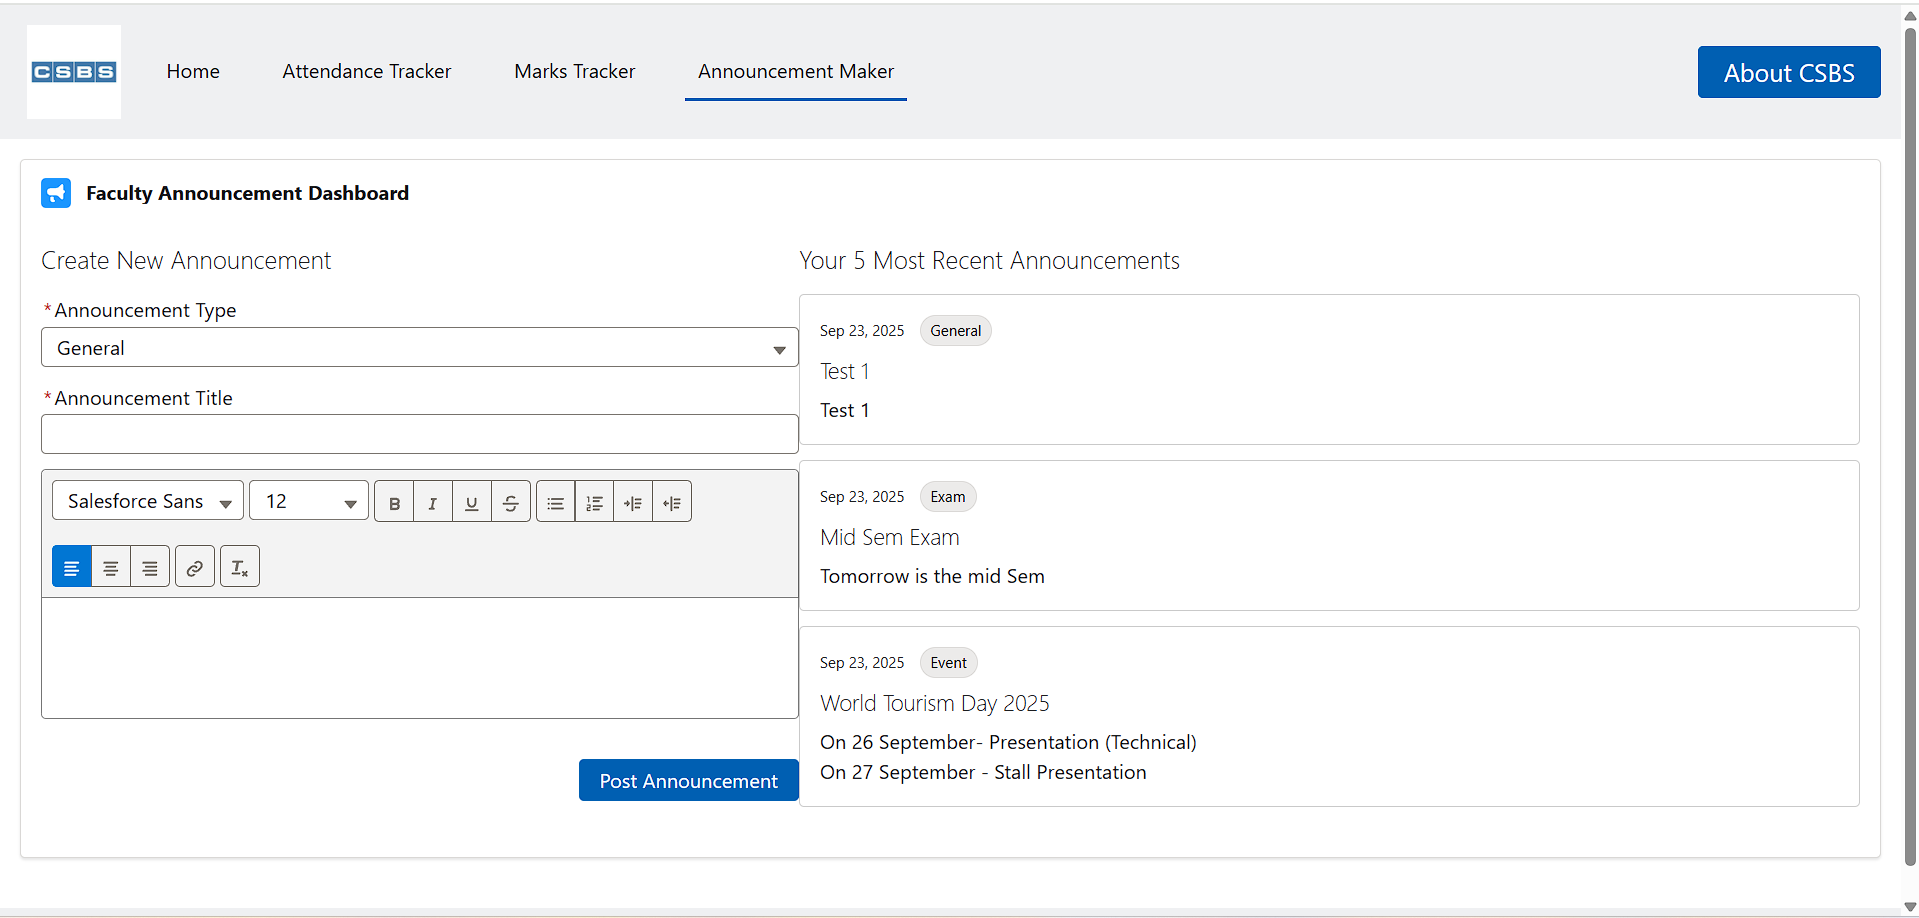 CSBS
Home
Attendance Tracker
Marks Tracker
Announcement Maker
About CSBS
Faculty Announcement Dashboard
Create New Announcement
*Announcement Type
General
*Announcement Title
Salesforce Sans
12
B I U S
Post Announcement
Your 5 Most Recent Announcements
Sep 23, 2025 General
Test 1
Test 1
Sep 23, 2025 Exam
Mid Sem Exam
Tomorrow is the mid Sem
Sep 23, 2025 Event
World Tourism Day 2025
On 26 September- Presentation (Technical)
On 27 September - Stall Presentation